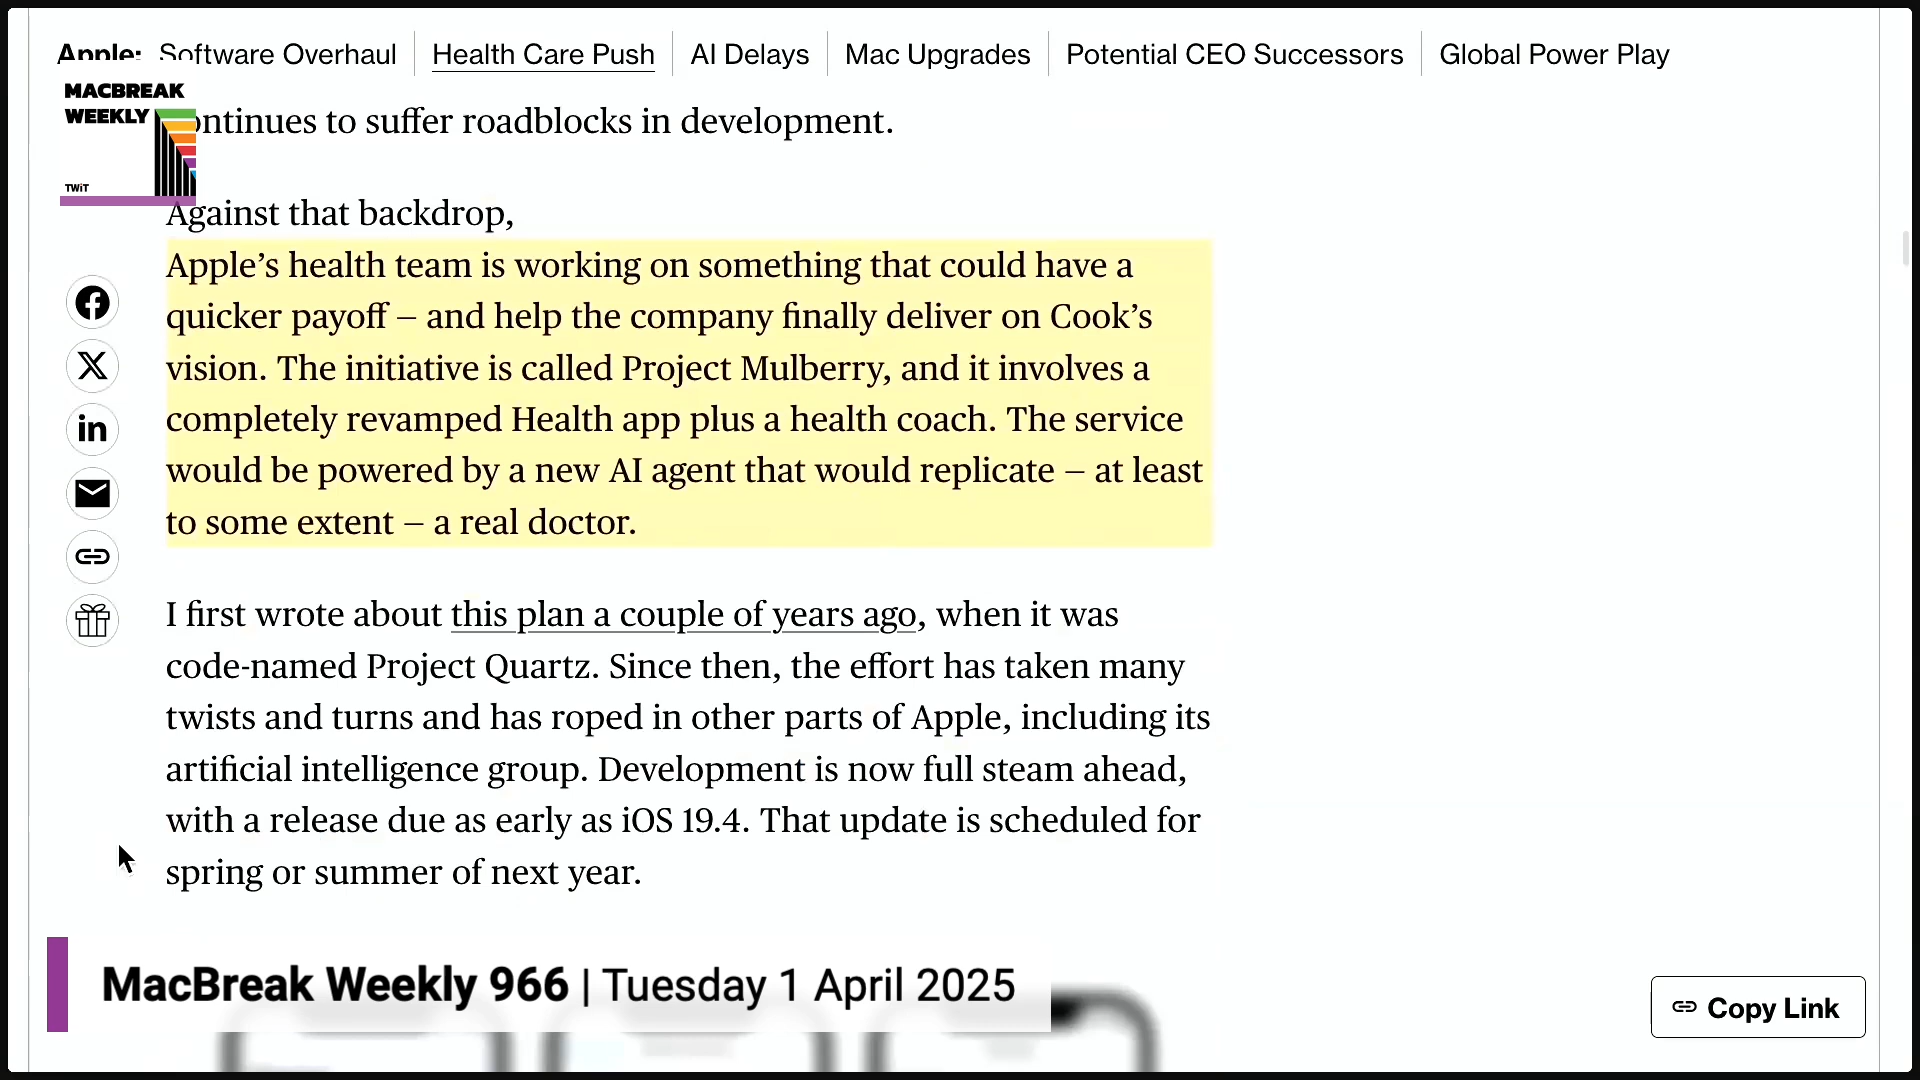 Apple: Software Overhaul Health Care Push AI Delays Mac Upgrades Potential CEO Successors Global Power Play
MACBREAK
WEEKLY
TWiT
ontinues to suffer roadblocks in development.
Against that backdrop,
Apple’s health team is working on something that could have a
quicker payoff – and help the company finally deliver on Cook’s
vision. The initiative is called Project Mulberry, and it involves a
completely revamped Health app plus a health coach. The service
would be powered by a new AI agent that would replicate – at least
to some extent – a real doctor.
I first wrote about this plan a couple of years ago, when it was
code-named Project Quartz. Since then, the effort has taken many
twists and turns and has roped in other parts of Apple, including its
artificial intelligence group. Development is now full steam ahead,
with a release due as early as iOS 19.4. That update is scheduled for
spring or summer of next year.
MacBreak Weekly 966 | Tuesday 1 April 2025
Copy Link